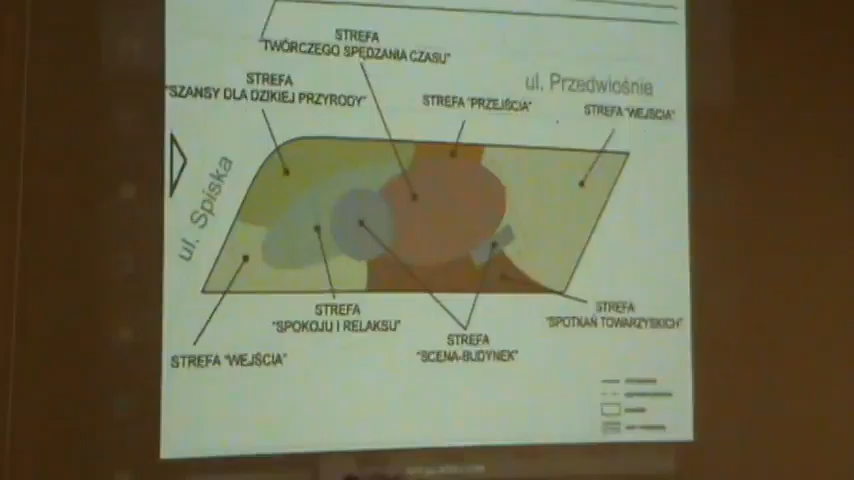 STREFA
"TWÓRCZEGO SPĘDZANIA CZASU"
STREFA
"SZANSY DLA DZIKIEJ PRZYRODY"
ul. Przedwiośnie
STREFA "PRZEJŚCIA"
STREFA "WEJŚCIA"
ul. Spiska
STREFA
"SPOKOJU I RELAKSU"
STREFA
"SPOTKAŃ TOWARZYSKICH"
STREFA
"SCENA-BUDYNEK"
STREFA "WEJŚCIA"